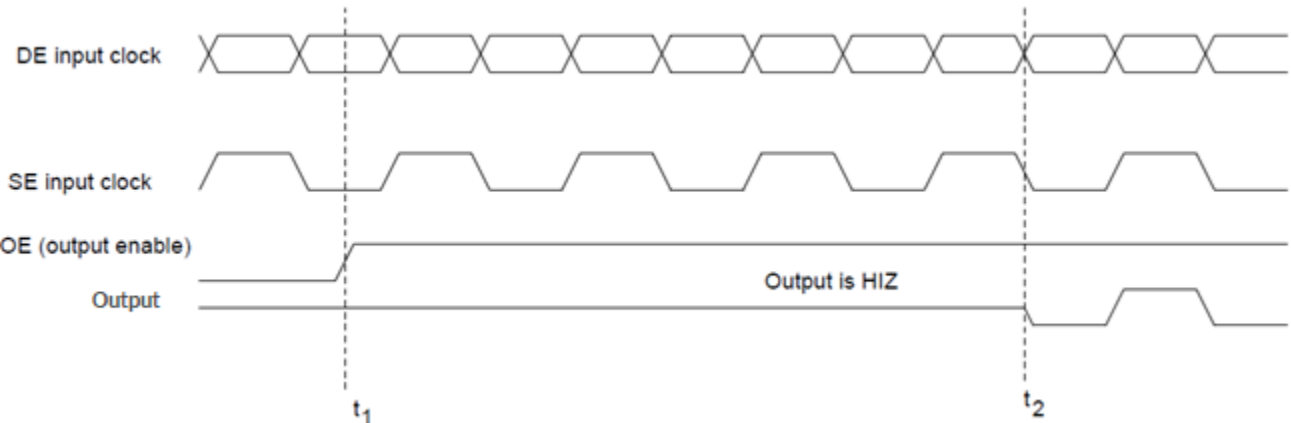 DE input clock
SE input clock
OE (output enable)
Output is HIZ
Output
t1
t2